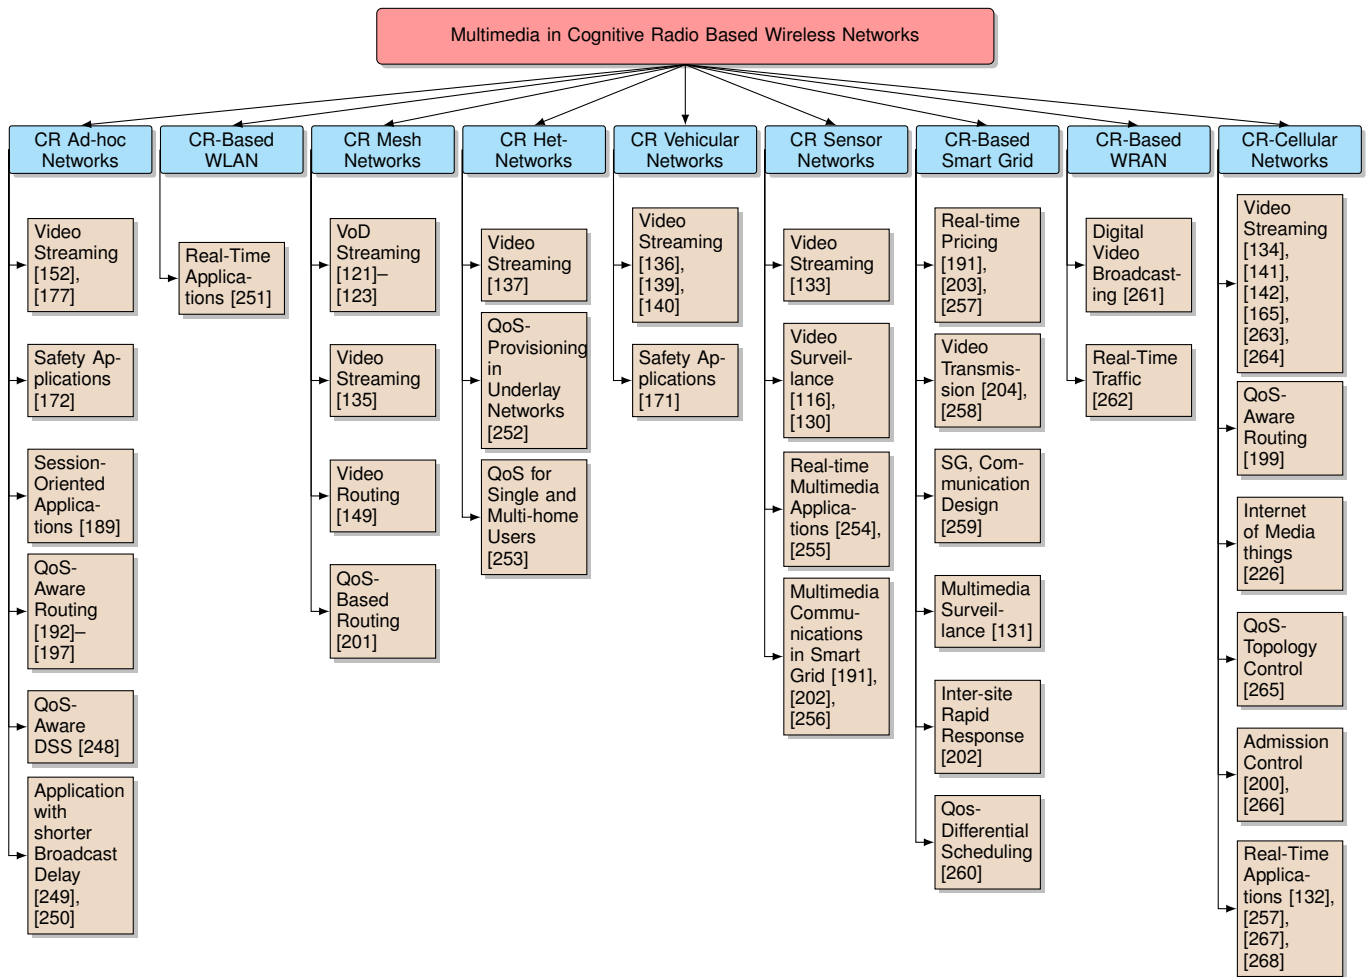 Multimedia in Cognitive Radio Based Wireless Networks
CR Ad-hoc
Networks
Video
Streaming
[152],
[177]
Safety Ap-
plications
[172]
Session-
Oriented
Applica-
tions [189]
QoS-
Aware
Routing
[192]–
[197]
QoS-
Aware
DSS [248]
Application
with
shorter
Broadcast
Delay
[249],
[250]
CR-Based
WLAN
Real-Time
Applica-
tions [251]
CR Mesh
Networks
VoD
Streaming
[121]–
[123]
Video
Streaming
[135]
Video
Routing
[149]
QoS-
Based
Routing
[201]
CR Het-
Networks
Video
Streaming
[137]
QoS-
Provisioning
in
Underlay
Networks
[252]
QoS for
Single and
Multi-home
Users
[253]
CR Vehicular
Networks
Video
Streaming
[136],
[139],
[140]
Safety Ap-
plications
[171]
CR Sensor
Networks
Video
Streaming
[133]
Video
Surveil-
lance
[116],
[130]
Real-time
Multimedia
Applica-
tions [254],
[255]
Multimedia
Commu-
nications
in Smart
Grid [191],
[202],
[256]
CR-Based
Smart Grid
Real-time
Pricing
[191],
[203],
[257]
Video
Transmis-
sion [204],
[258]
SG, Com-
munication
Design
[259]
Multimedia
Surveil-
lance [131]
Inter-site
Rapid
Response
[202]
Qos-
Differential
Scheduling
[260]
CR-Based
WRAN
Digital
Video
Broadcast-
ing [261]
Real-Time
Traffic
[262]
CR-Cellular
Networks
Video
Streaming
[134],
[141],
[142],
[165],
[263],
[264]
QoS-
Aware
Routing
[199]
Internet
of Media
things
[226]
QoS-
Topology
Control
[265]
Admission
Control
[200],
[266]
Real-Time
Applica-
tions [132],
[257],
[267],
[268]